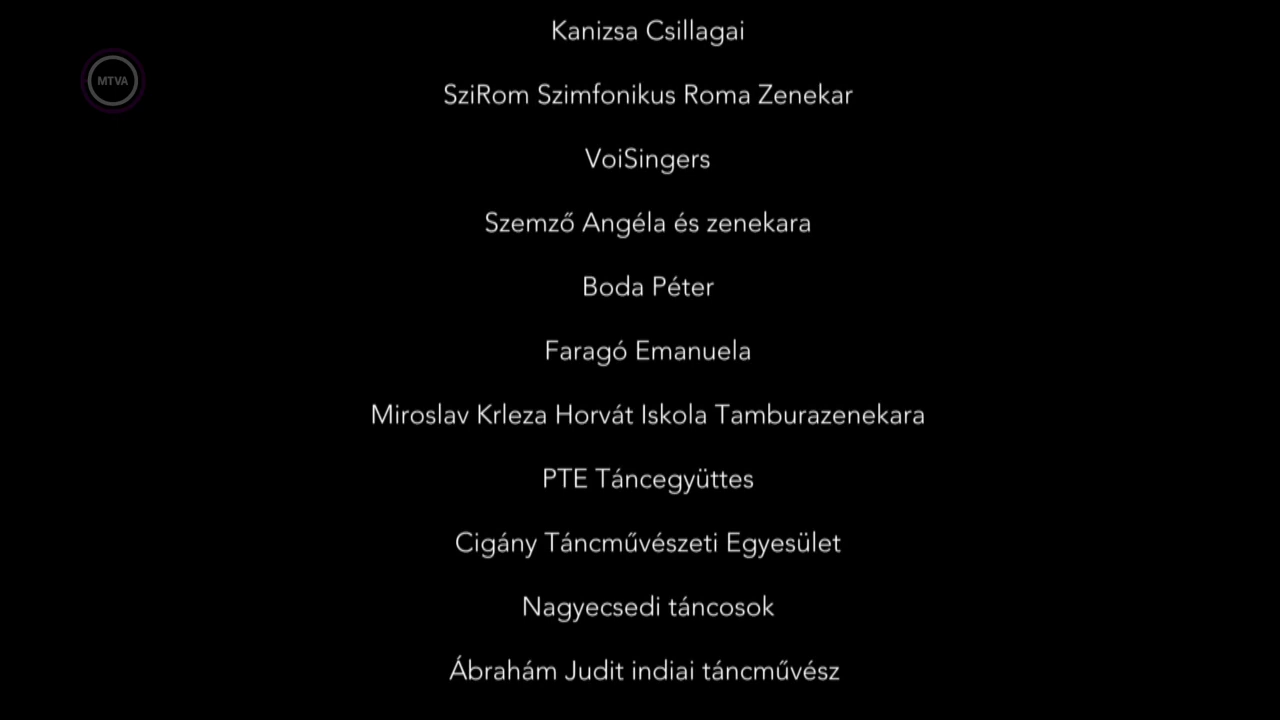 Kanizsa Csillagai
MTVA
SziRom Szimfonikus Roma Zenekar
VoiSingers
Szemző Angéla és zenekara
Boda Péter
Faragó Emanuela
Miroslav Krleza Horvát Iskola Tamburazenekara
PTE Táncegyüttes
Cigány Táncművészeti Egyesület
Nagyecsedi táncosok
Ábrahám Judit indiai táncművész